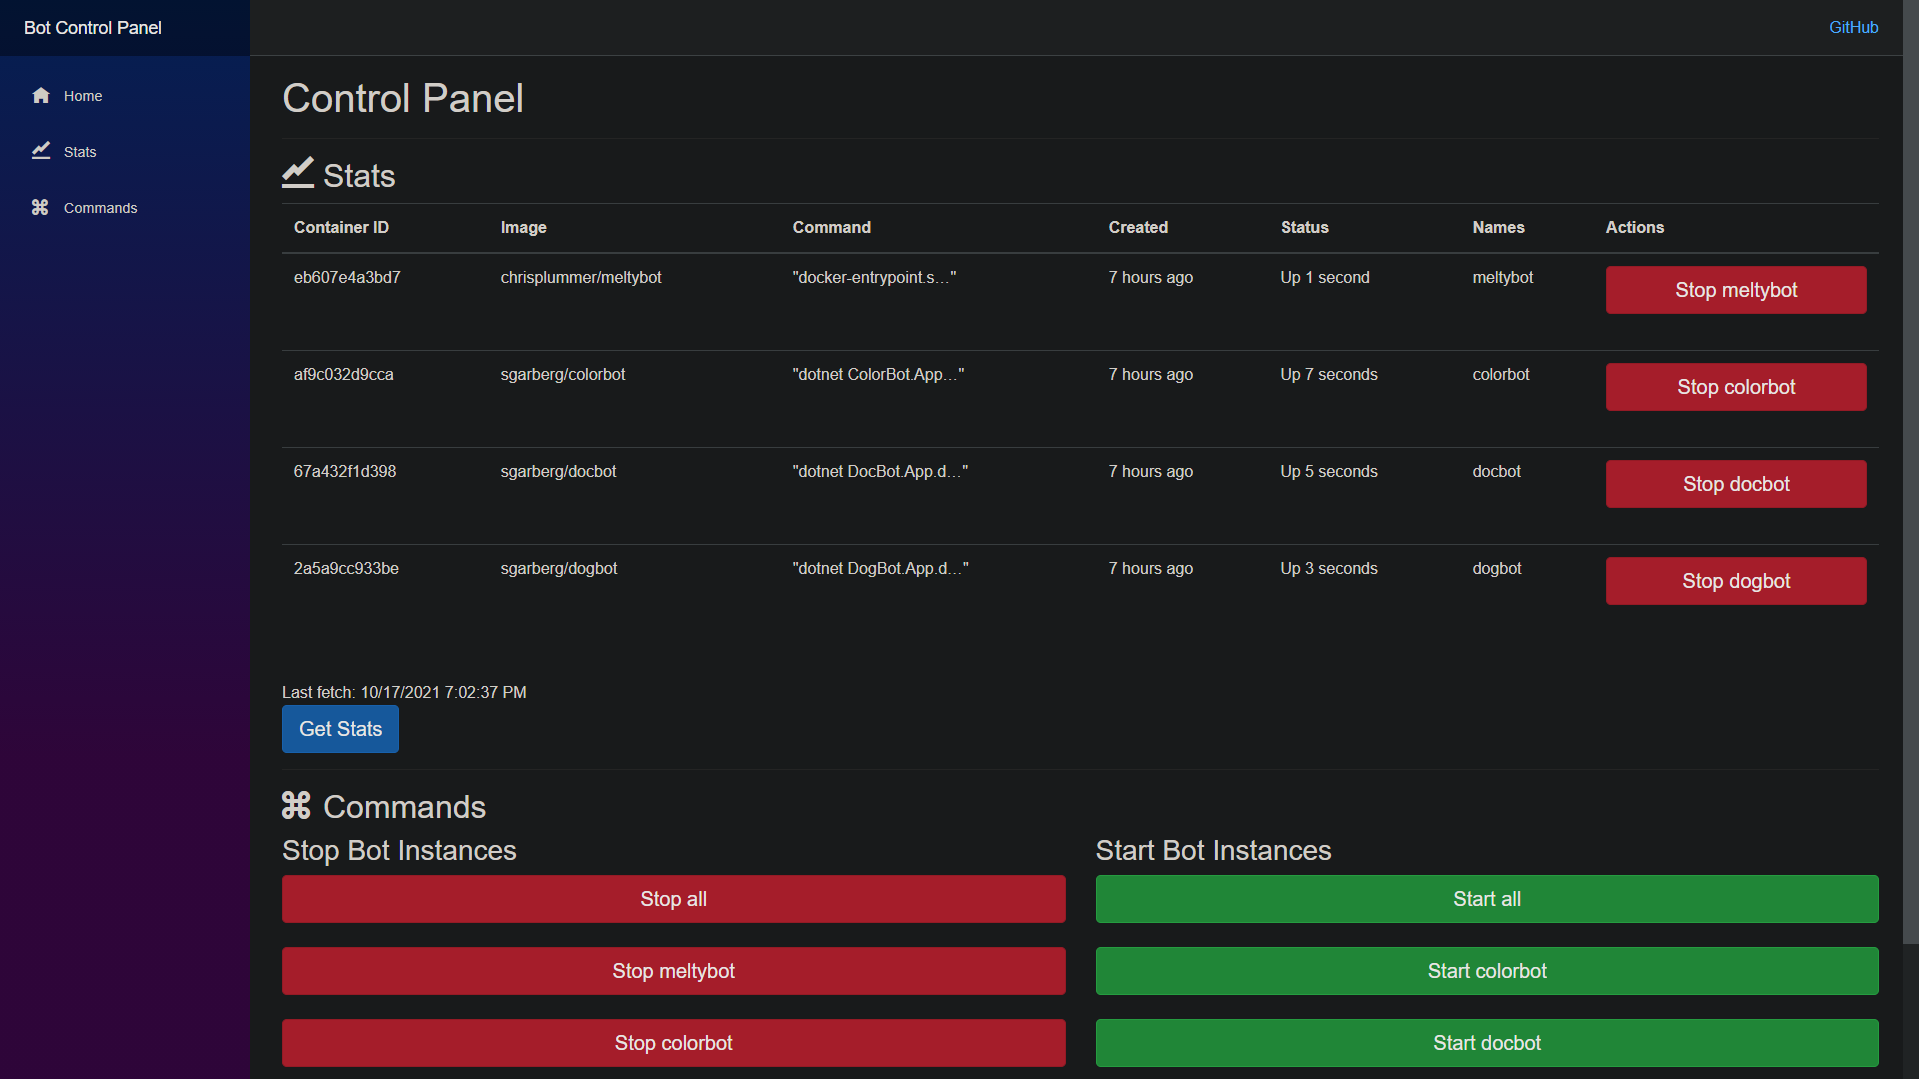 Bot Control Panel
GitHub
Home
Stats
Commands
Control Panel
Stats
Container ID Image Command Created Status Names Actions
eb607e4a3bd7 chrisplummer/meltybot "docker-entrypoint.s…" 7 hours ago Up 1 second meltybot Stop meltybot
af9c032d9cca sgarberg/colorbot "dotnet ColorBot.App…" 7 hours ago Up 7 seconds colorbot Stop colorbot
67a432f1d398 sgarberg/docbot "dotnet DocBot.App.d…" 7 hours ago Up 5 seconds docbot Stop docbot
2a5a9cc933be sgarberg/dogbot "dotnet DogBot.App.d…" 7 hours ago Up 3 seconds dogbot Stop dogbot
Last fetch: 10/17/2021 7:02:37 PM
Get Stats
Commands
Stop Bot Instances
Stop all
Stop meltybot
Stop colorbot
Start Bot Instances
Start all
Start colorbot
Start docbot